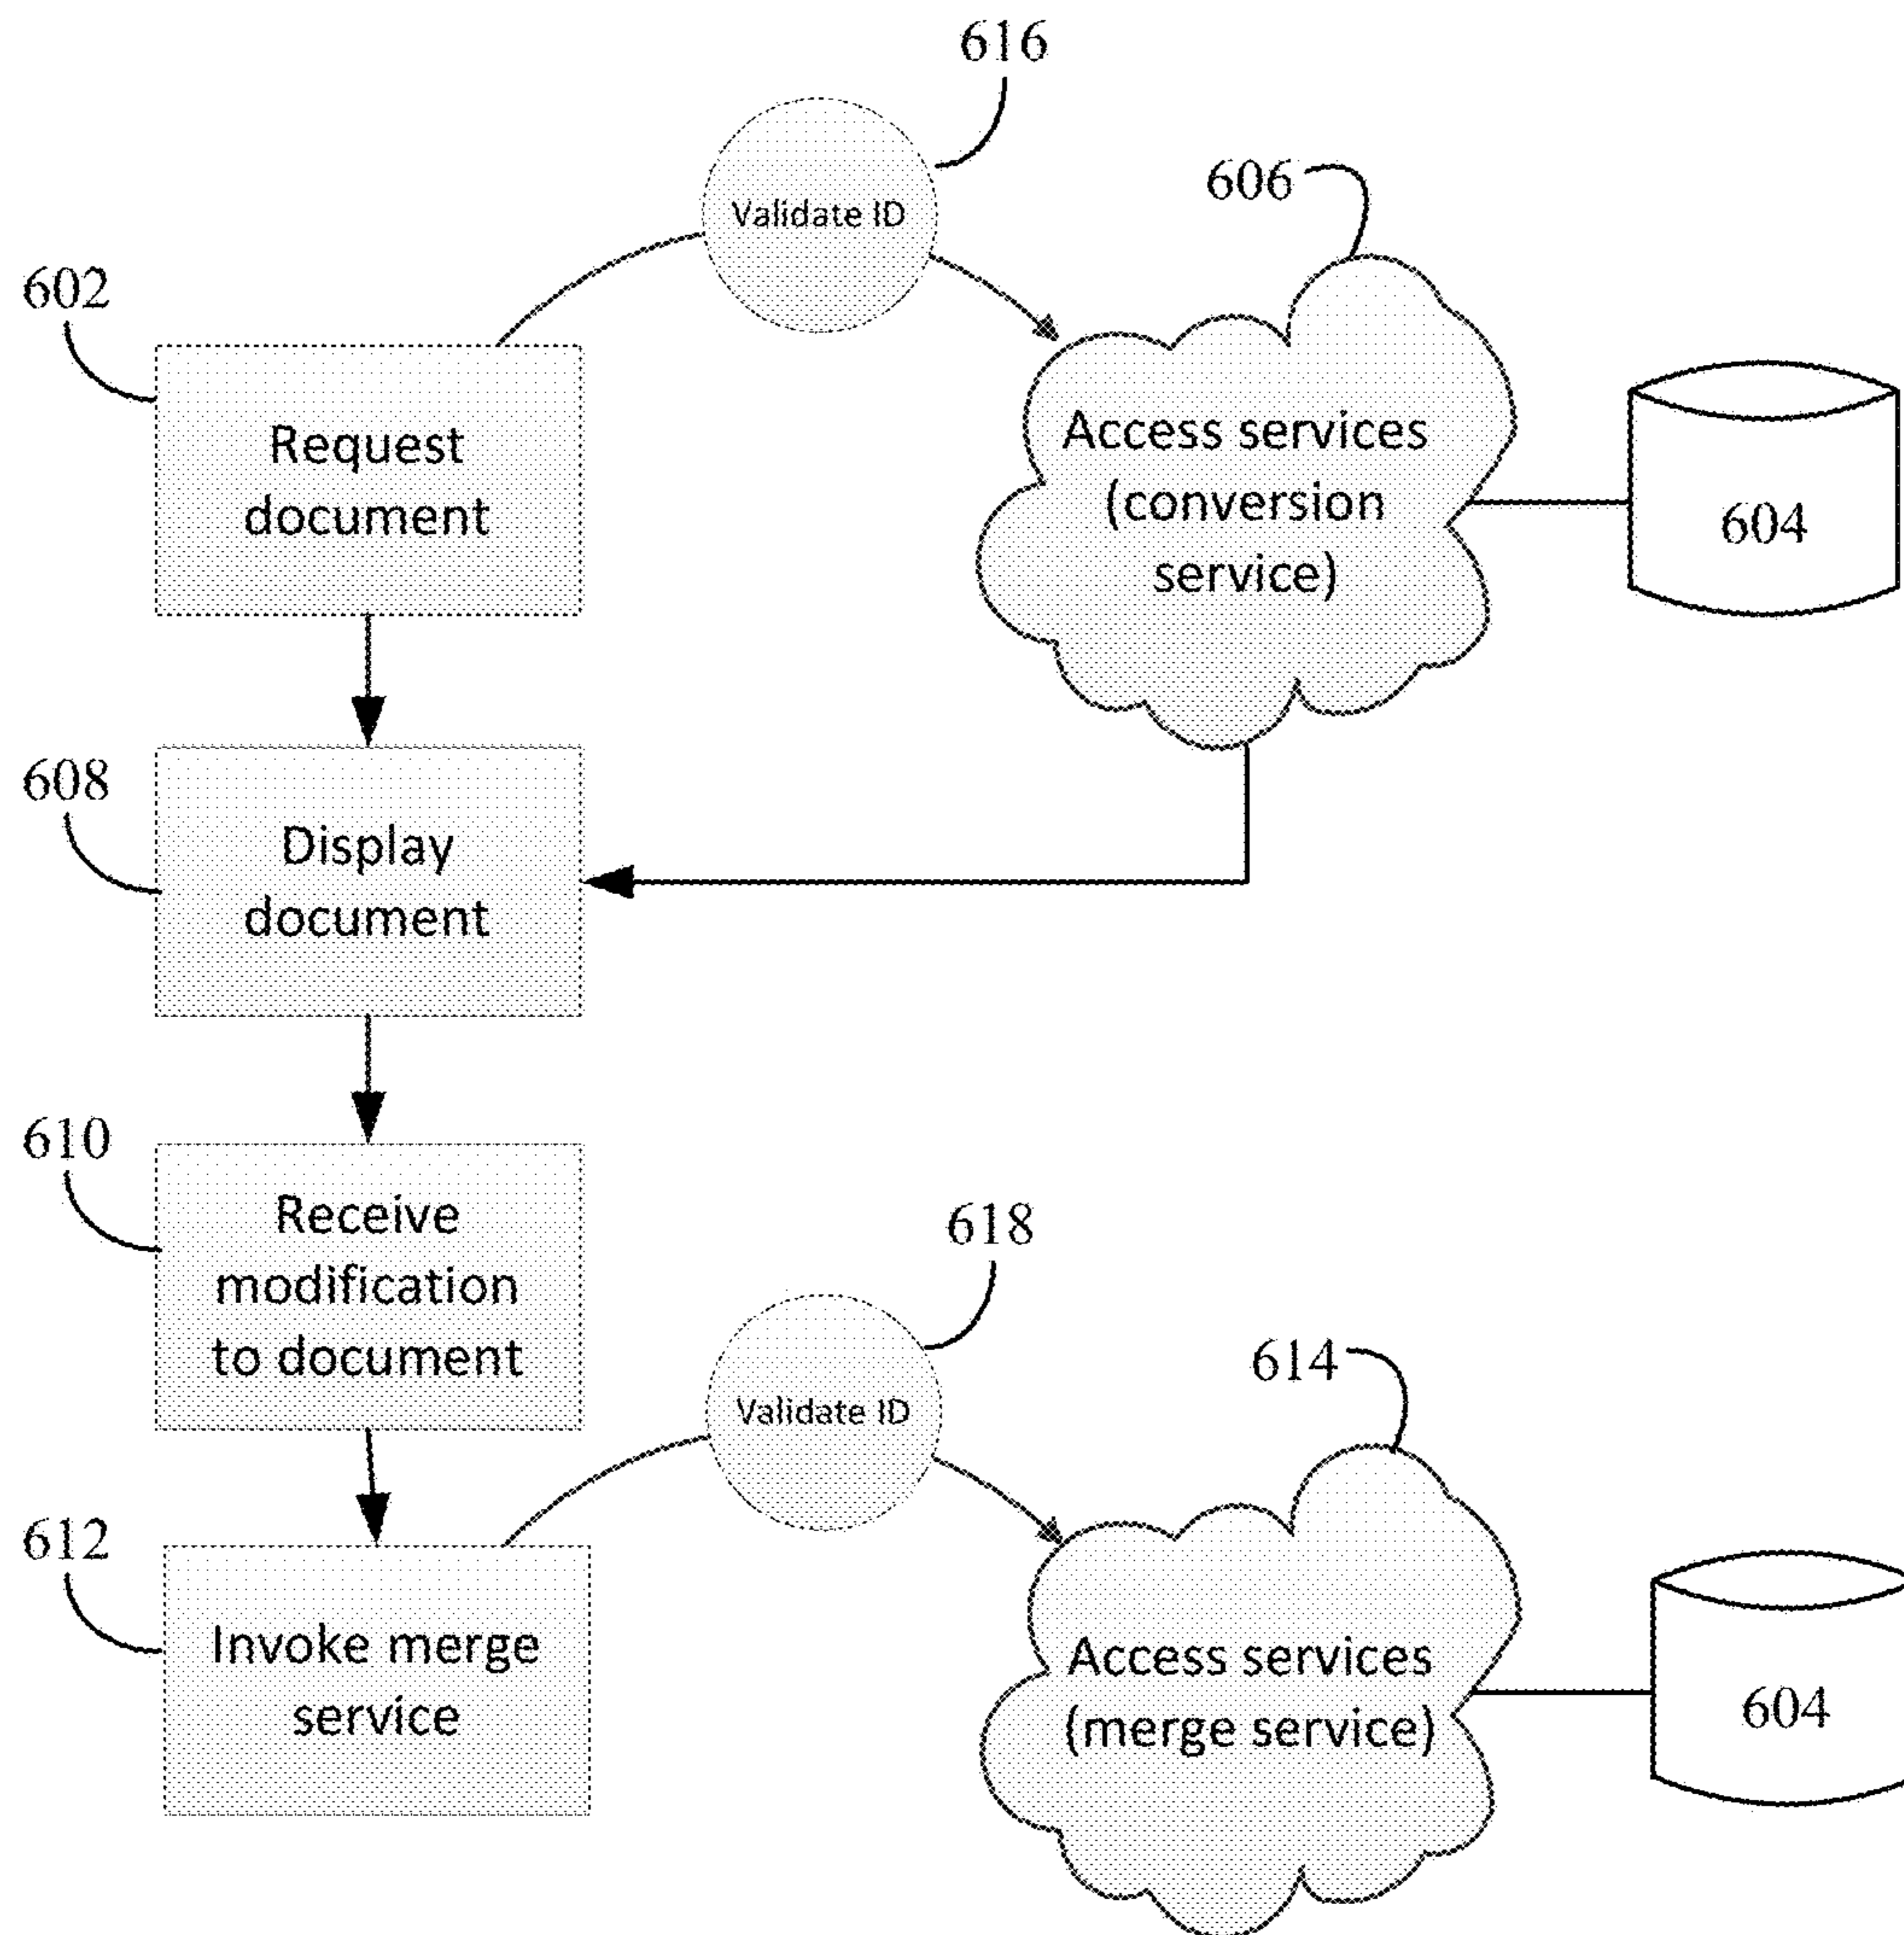 616
Validate ID
606
602
Request
document
Access services
(conversion
service)
604
608
Display
document
610
Receive
modification
to document
618
Validate ID
614
612
Invoke merge
service
Access services
(merge service)
604